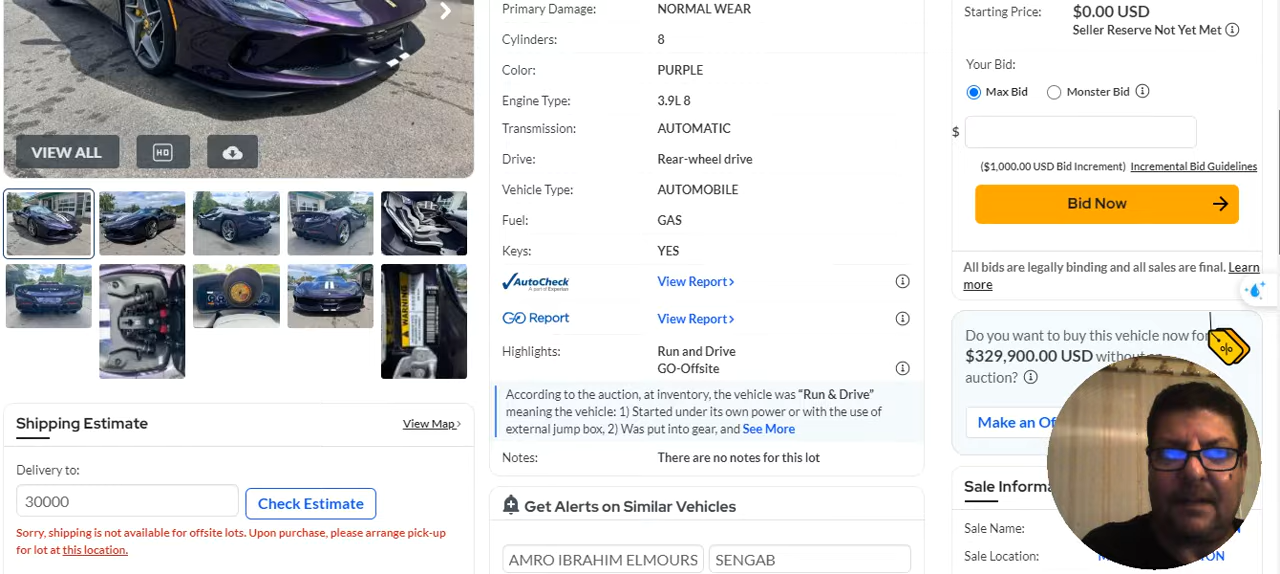 VIEW ALL
HD
Shipping Estimate
View Map
Delivery to:
30000
Check Estimate
Sorry, shipping is not available for offsite lots. Upon purchase, please arrange pick-up
for lot at this location.
Primary Damage: NORMAL WEAR
Cylinders: 8
Color: PURPLE
Engine Type: 3.9L 8
Transmission: AUTOMATIC
Drive: Rear-wheel drive
Vehicle Type: AUTOMOBILE
Fuel: GAS
Keys: YES
AutoCheck View Report
A part of Experian
GO Report View Report
Highlights: Run and Drive
GO-Offsite
According to the auction, at inventory, the vehicle was “Run & Drive”
meaning the vehicle: 1) Started under its own power or with the use of
external jump box, 2) Was put into gear, and See More
Notes: There are no notes for this lot
Get Alerts on Similar Vehicles
AMRO IBRAHIM ELMOURS SENGAB
Starting Price: $0.00 USD
Seller Reserve Not Yet Met
Your Bid:
Max Bid Monster Bid
$
($1,000.00 USD Bid Increment) Incremental Bid Guidelines
Bid Now
All bids are legally binding and all sales are final. Learn
more
Do you want to buy this vehicle now for
$329,900.00 USD without an
auction?
Make an Of
Sale Informa
Sale Name:
Sale Location:
ON
WARNING